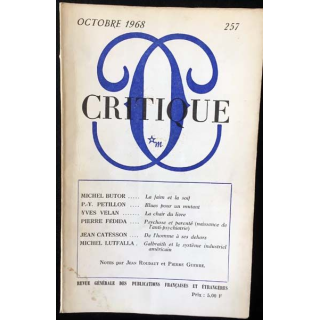 OCTOBRE 1968 257
CRITIQUE
m
MICHEL BUTOR ..... La faim et la soif
P.-Y. PETILLON .... Blues pour un mutant
YVES VELAN ....... La chair du livre
PIERRE FÉDIDA .... Psychose et parenté (naissance de
l'anti-psychiatrie)
JEAN CATESSON ... De l'homme à ses dehors
MICHEL LUTFALLA . Galbraith et le système industriel
américain
Notes par Jean Roudaut et Pierre
REVUE GÉNÉRALE DES PUBLICATIONS FRANÇAISES ET ÉTRANGÈRES
Prix : 5,00 F